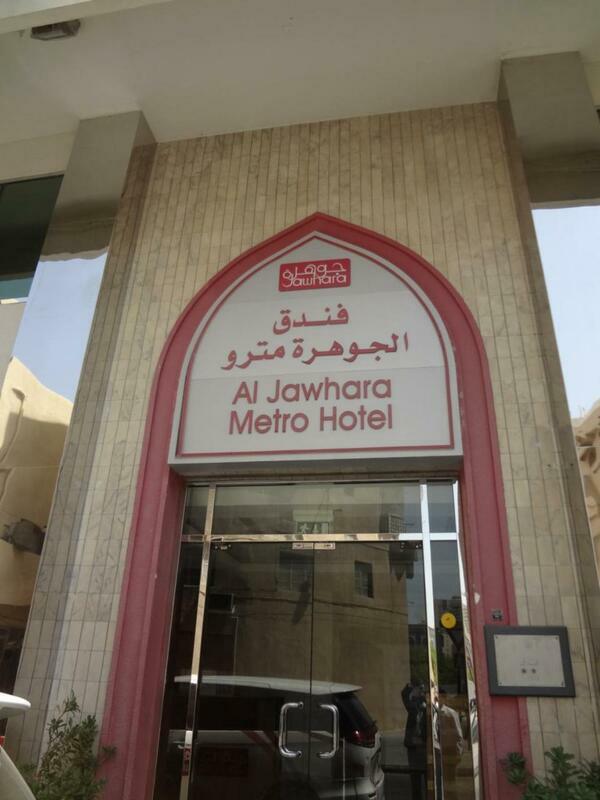 جوهرة
Jawhara
فندق
الجوهرة مترو
Al Jawhara
Metro Hotel